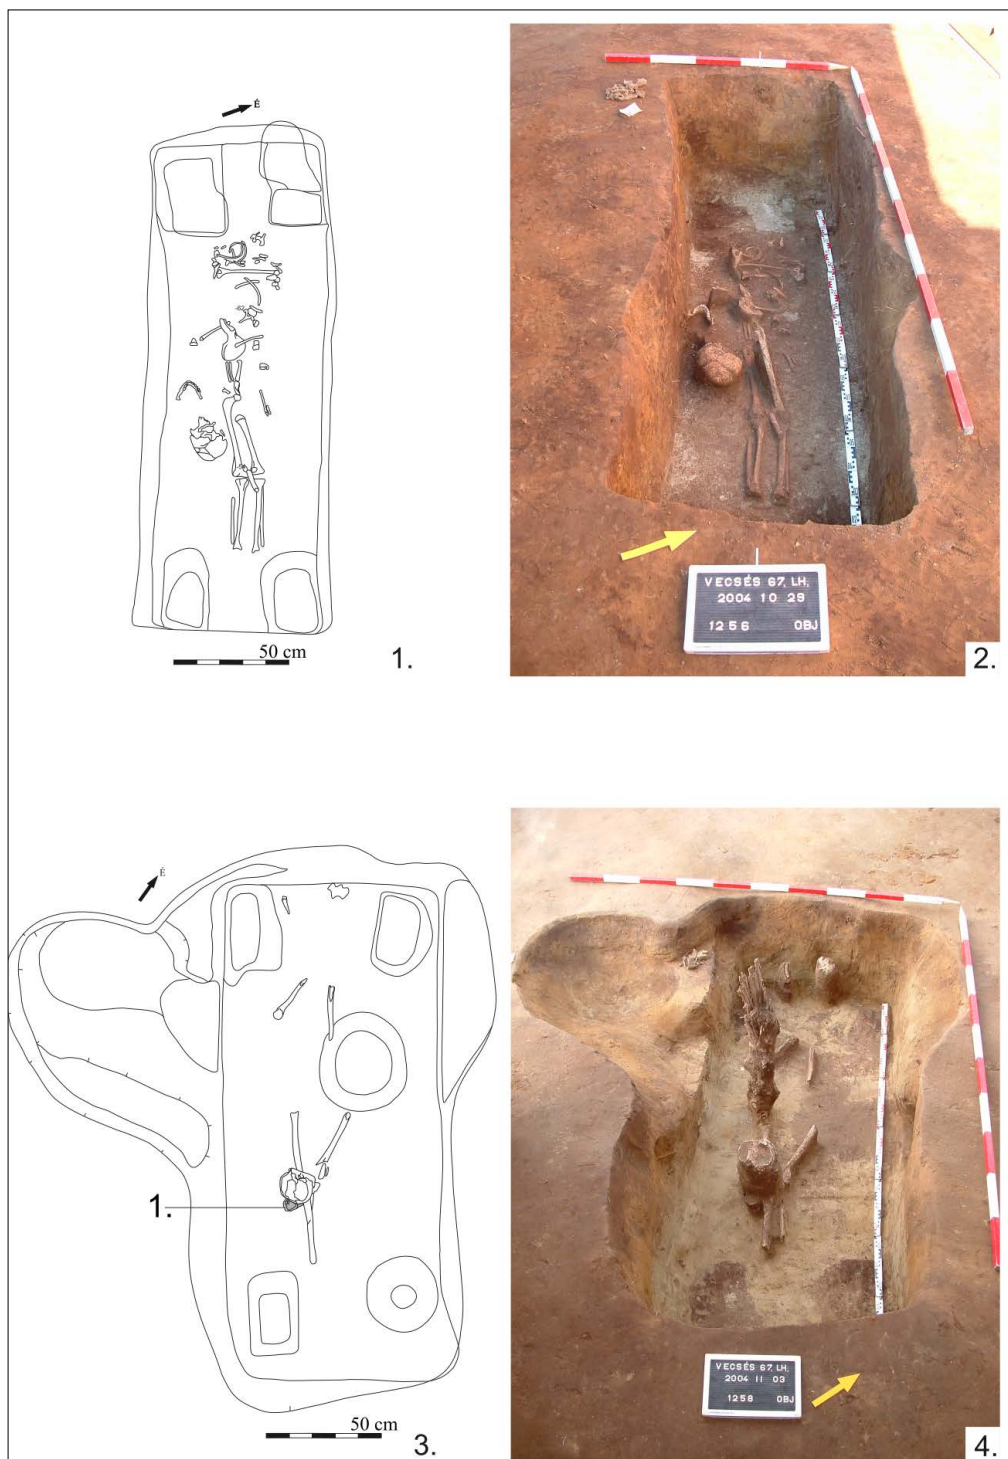 É
50 cm
1.
VECSÉS 67. LH.
2004 10 29
1256 OBJ
2.
É
1.
50 cm
3.
VECSÉS 67. LH.
2004 11 03
1258 OBJ
4.